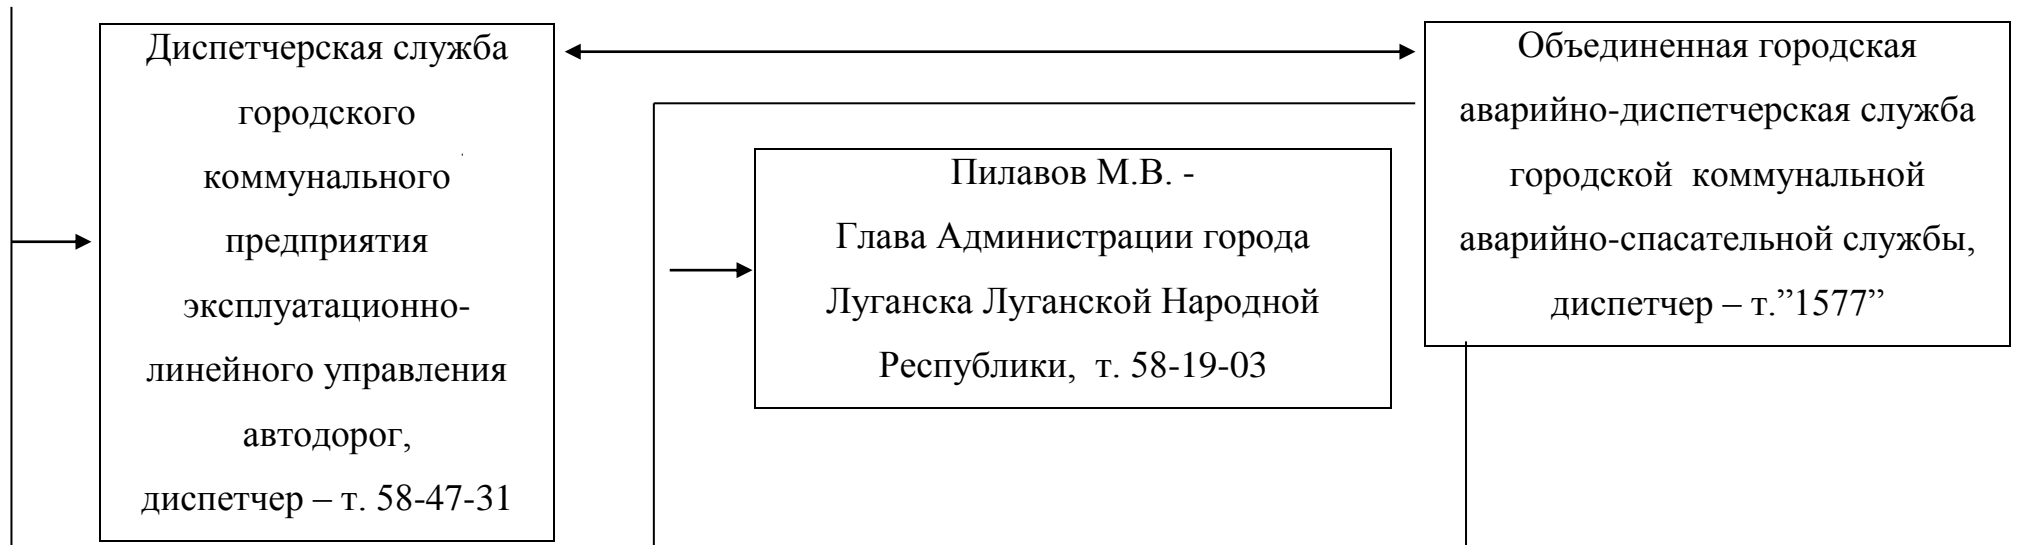 Диспетчерская служба
городского
коммунального
предприятия
эксплуатационно-
линейного управления
автодорог,
диспетчер – т. 58-47-31
Пилавов М.В. -
Глава Администрации города
Луганска Луганской Народной
Республики,  т. 58-19-03
Объединенная городская
аварийно-диспетчерская служба
городской  коммунальной
аварийно-спасательной службы,
диспетчер – т.”1577”